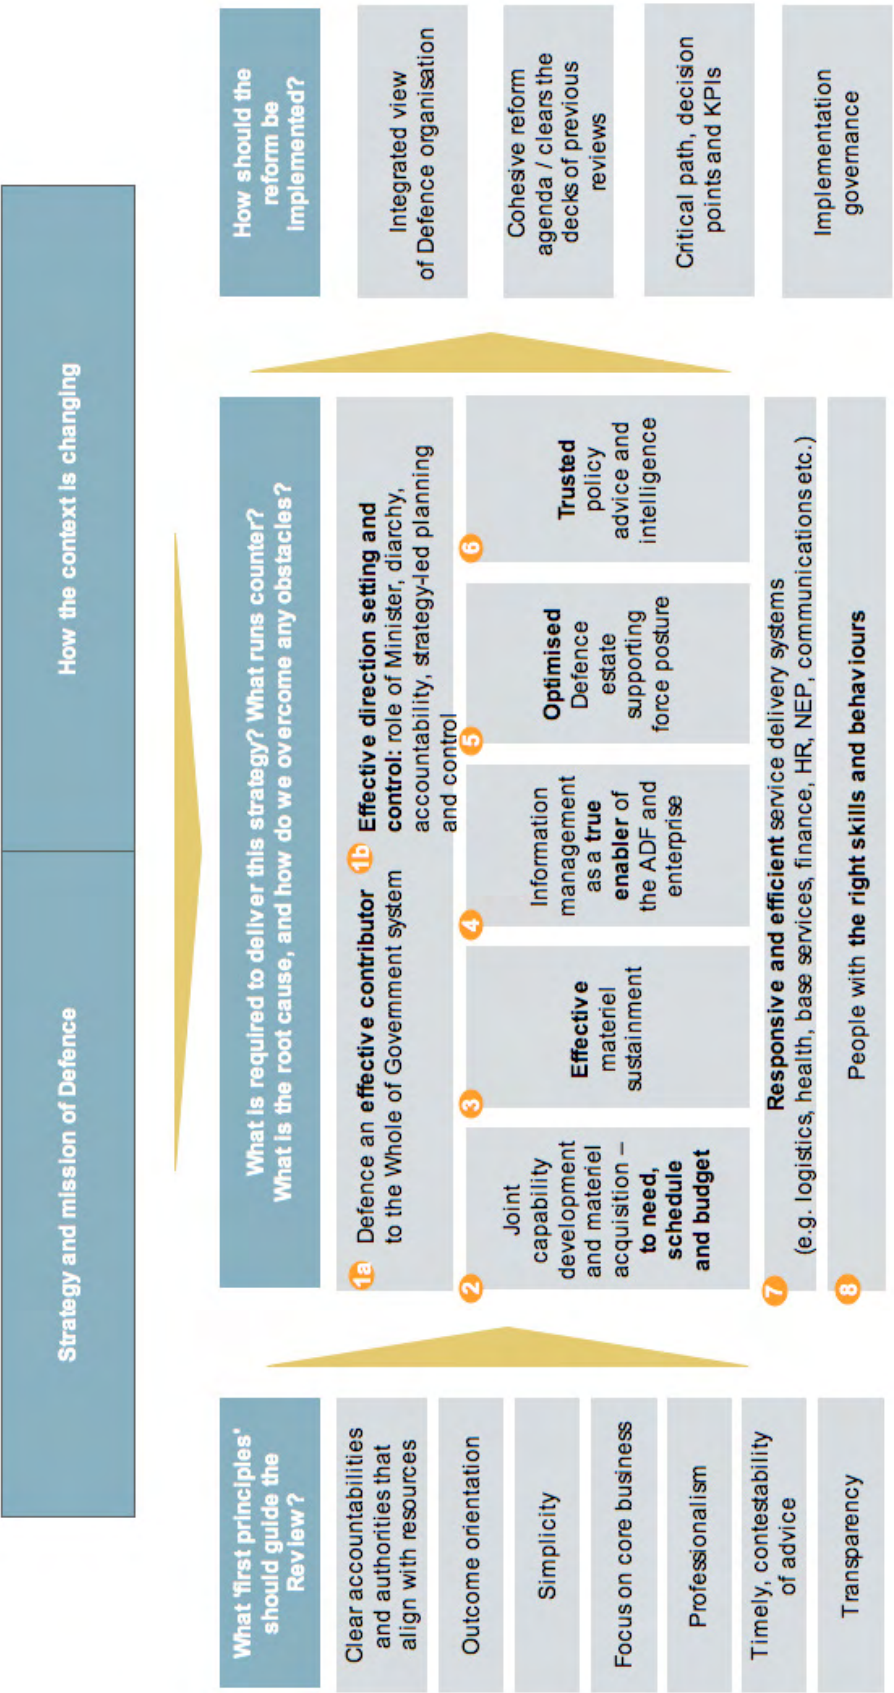 Strategy and mission of Defence
How the context is changing
What 'first principles'
should guide the
Review?
Clear accountabilities
and authorities that
align with resources
Outcome orientation
Simplicity
Focus on core business
Professionalism
Timely, contestability
of advice
Transparency
What is required to deliver this strategy? What runs counter?
What is the root cause, and how do we overcome any obstacles?
1a
Defence an effective contributor
to the Whole of Government system
1b
Effective direction setting and
control: role of Minister, diarchy,
accountability, strategy-led planning
and control
2
Joint
capability
development
and materiel
acquisition –
to need,
schedule
and budget
3
Effective
materiel
sustainment
4
Information
management
as a true
enabler of
the ADF and
enterprise
5
Optimised
Defence
estate
supporting
force posture
6
Trusted
policy
advice and
intelligence
7
Responsive and efficient service delivery systems
(e.g. logistics, health, base services, finance, HR, NEP, communications etc.)
8
People with the right skills and behaviours
How should the
reform be
implemented?
Integrated view
of Defence organisation
Cohesive reform
agenda / clears the
decks of previous
reviews
Critical path, decision
points and KPIs
Implementation
governance